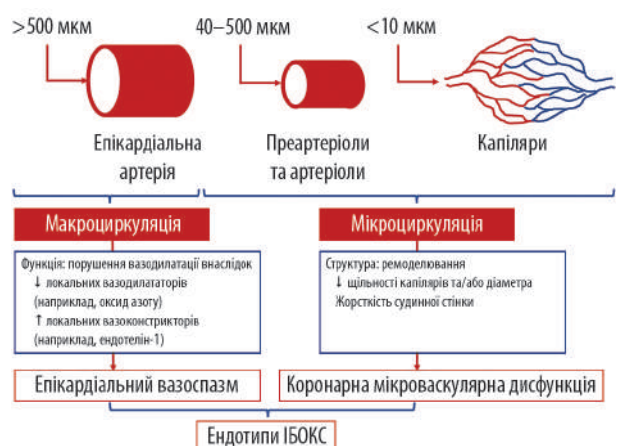 >500 мкм
40–500 мкм
<10 мкм
Епікардіальна
артерія
Преартеріоли
та артеріоли
Капіляри
Макроциркуляція
Мікроциркуляція
Функція: порушення вазодилатації внаслідок
↓ локальних вазодилататорів
(наприклад, оксид азоту)
↑ локальних вазоконстрикторів
(наприклад, ендотелін-1)
Структура: ремоделювання
↓ щільності капілярів та/або діаметра
Жорсткість судинної стінки
Епікардіальний вазоспазм
Коронарна мікроваскулярна дисфункція
Ендотипи ІБОКС